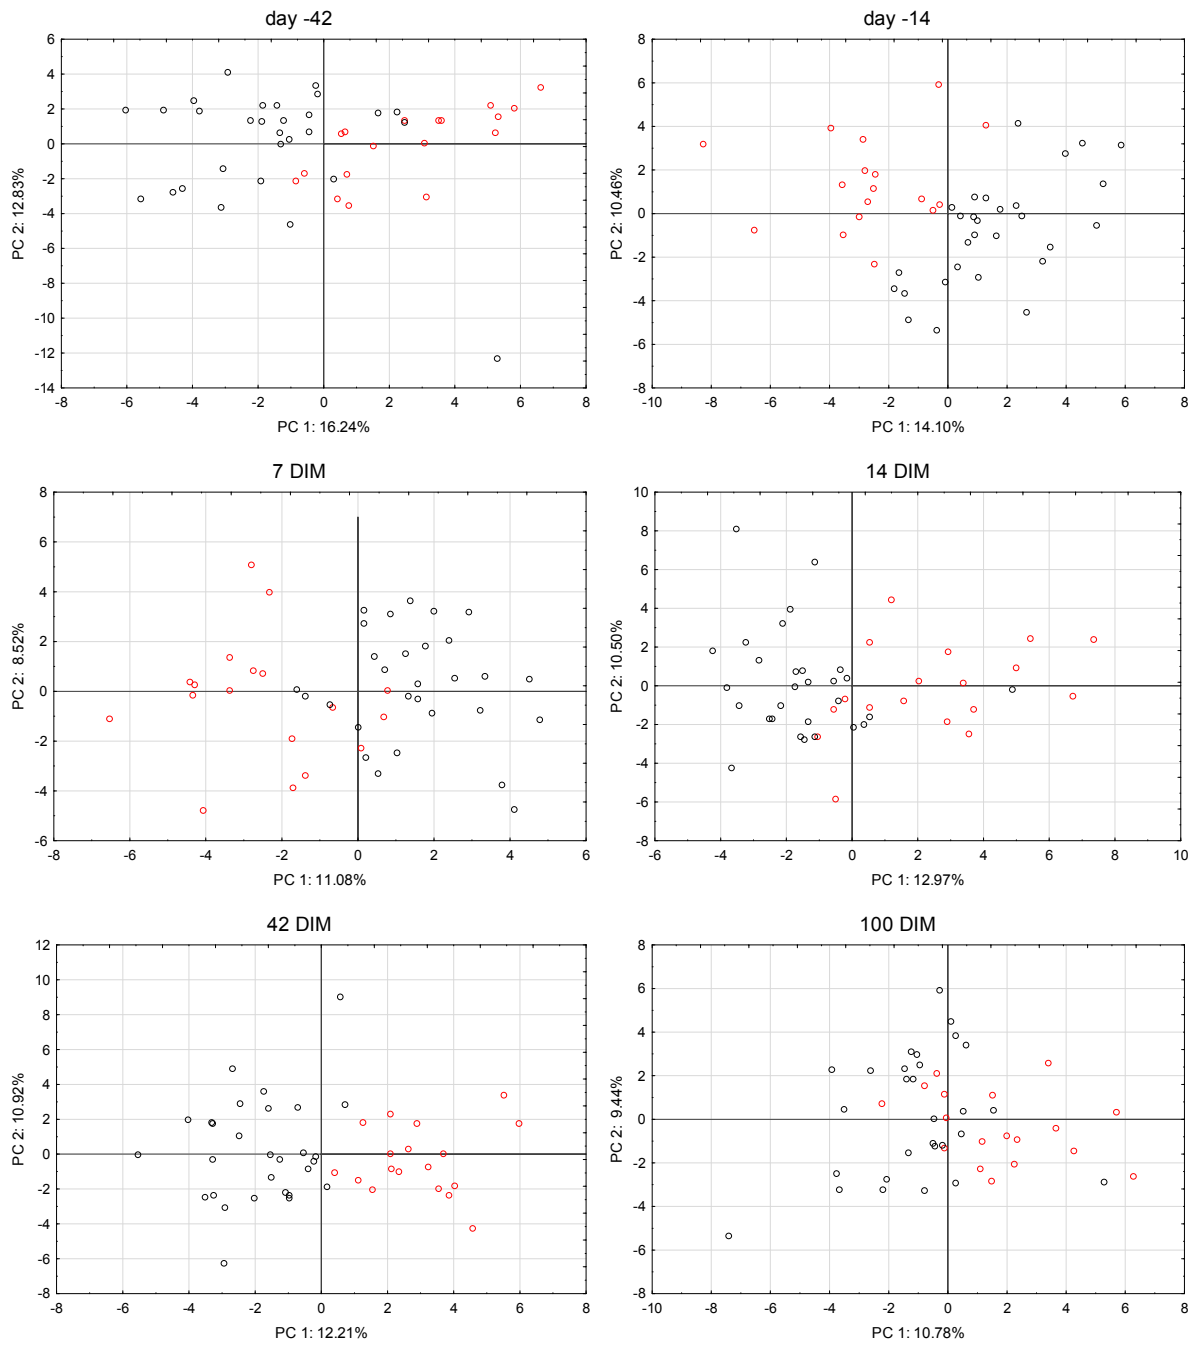 day -42
6
4
2
0
-2
-4
-6
-8
-10
-12
-14
-8 -6 -4 -2 0 2 4 6 8
PC 2: 12.83%
PC 1: 16.24%
day -14
8
6
4
2
0
-2
-4
-6
-8
-10 -8 -6 -4 -2 0 2 4 6 8
PC 2: 10.46%
PC 1: 14.10%
7 DIM
8
6
4
2
0
-2
-4
-6
-8 -6 -4 -2 0 2 4 6
PC 2: 8.52%
PC 1: 11.08%
14 DIM
10
8
6
4
2
0
-2
-4
-6
-8
-6 -4 -2 0 2 4 6 8 10
PC 2: 10.50%
PC 1: 12.97%
42 DIM
12
10
8
6
4
2
0
-2
-4
-6
-8
-8 -6 -4 -2 0 2 4 6 8
PC 2: 10.92%
PC 1: 12.21%
100 DIM
8
6
4
2
0
-2
-4
-6
-8
-10 -8 -6 -4 -2 0 2 4 6 8
PC 2: 9.44%
PC 1: 10.78%